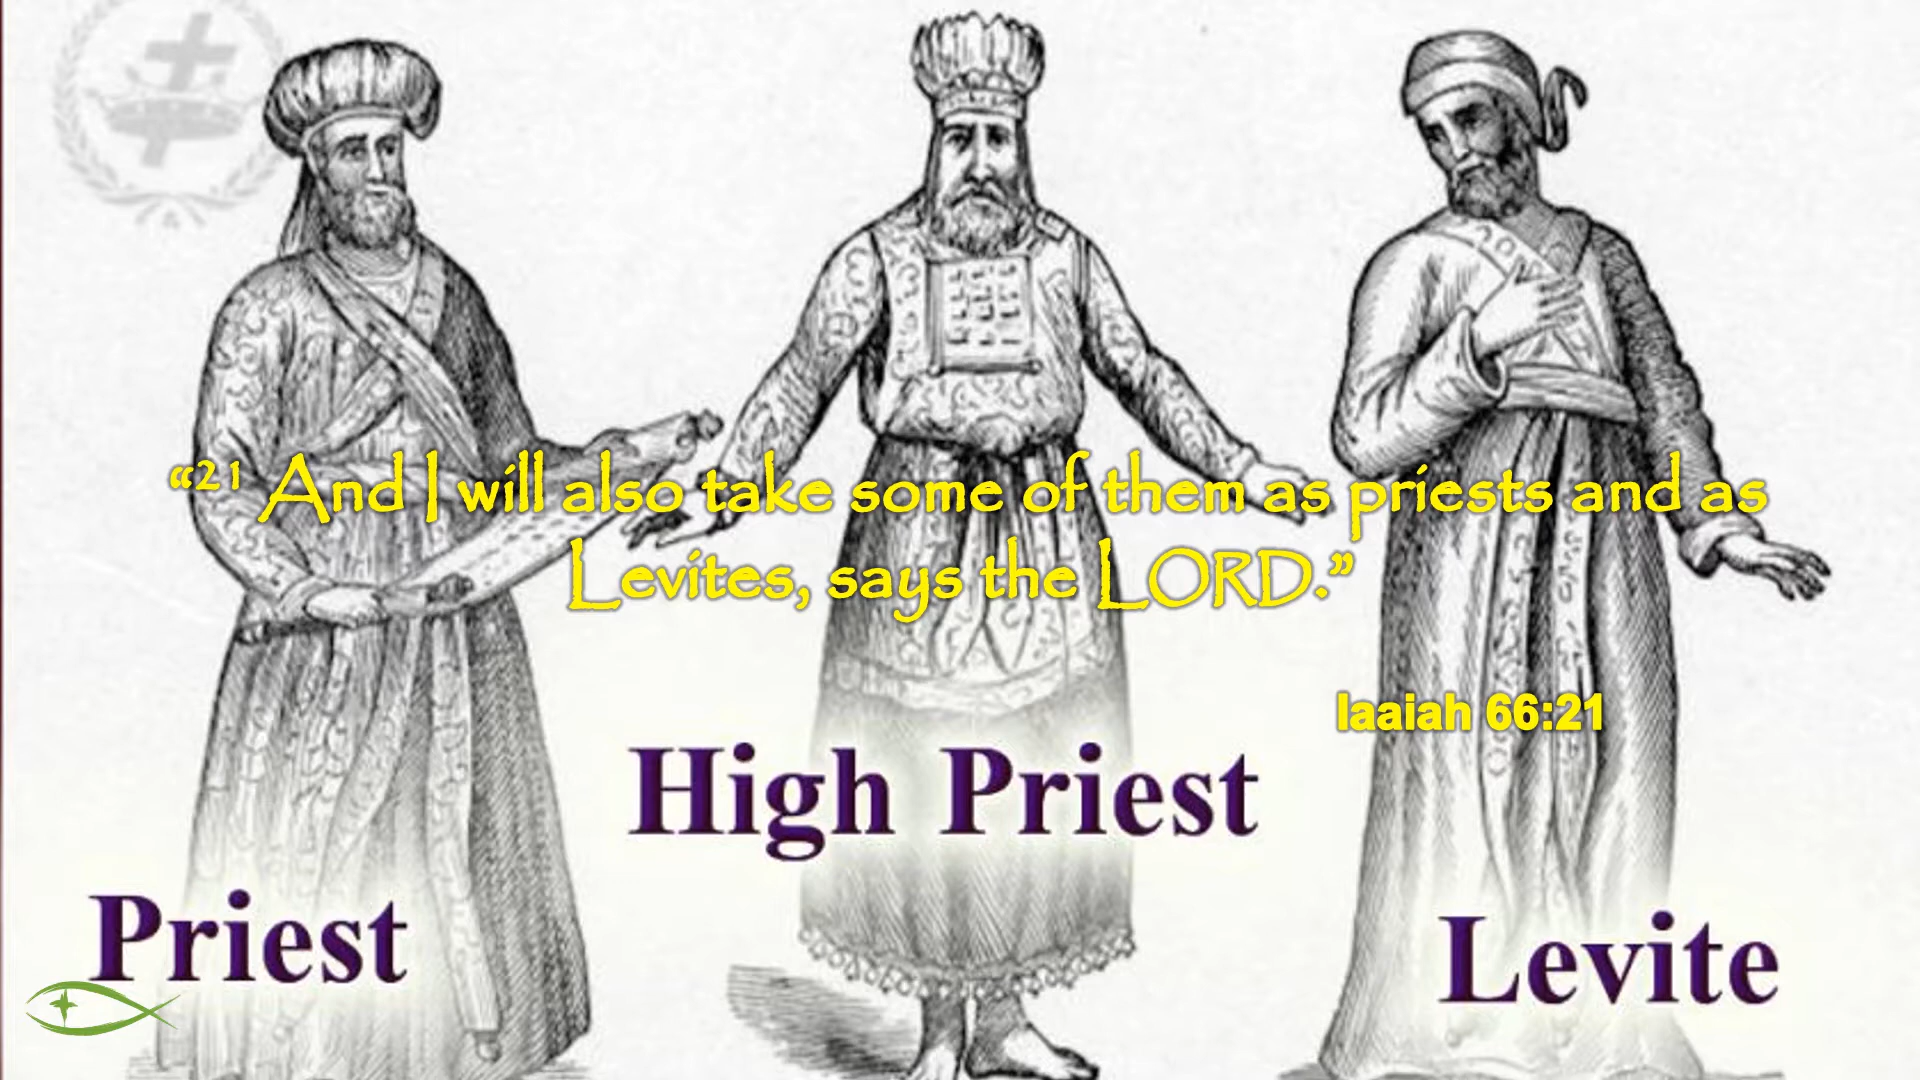 “²¹ And I will also take some of them as priests and as
Levites, says the LORD.”
Iaaiah 66:21
High Priest
Priest
Levite